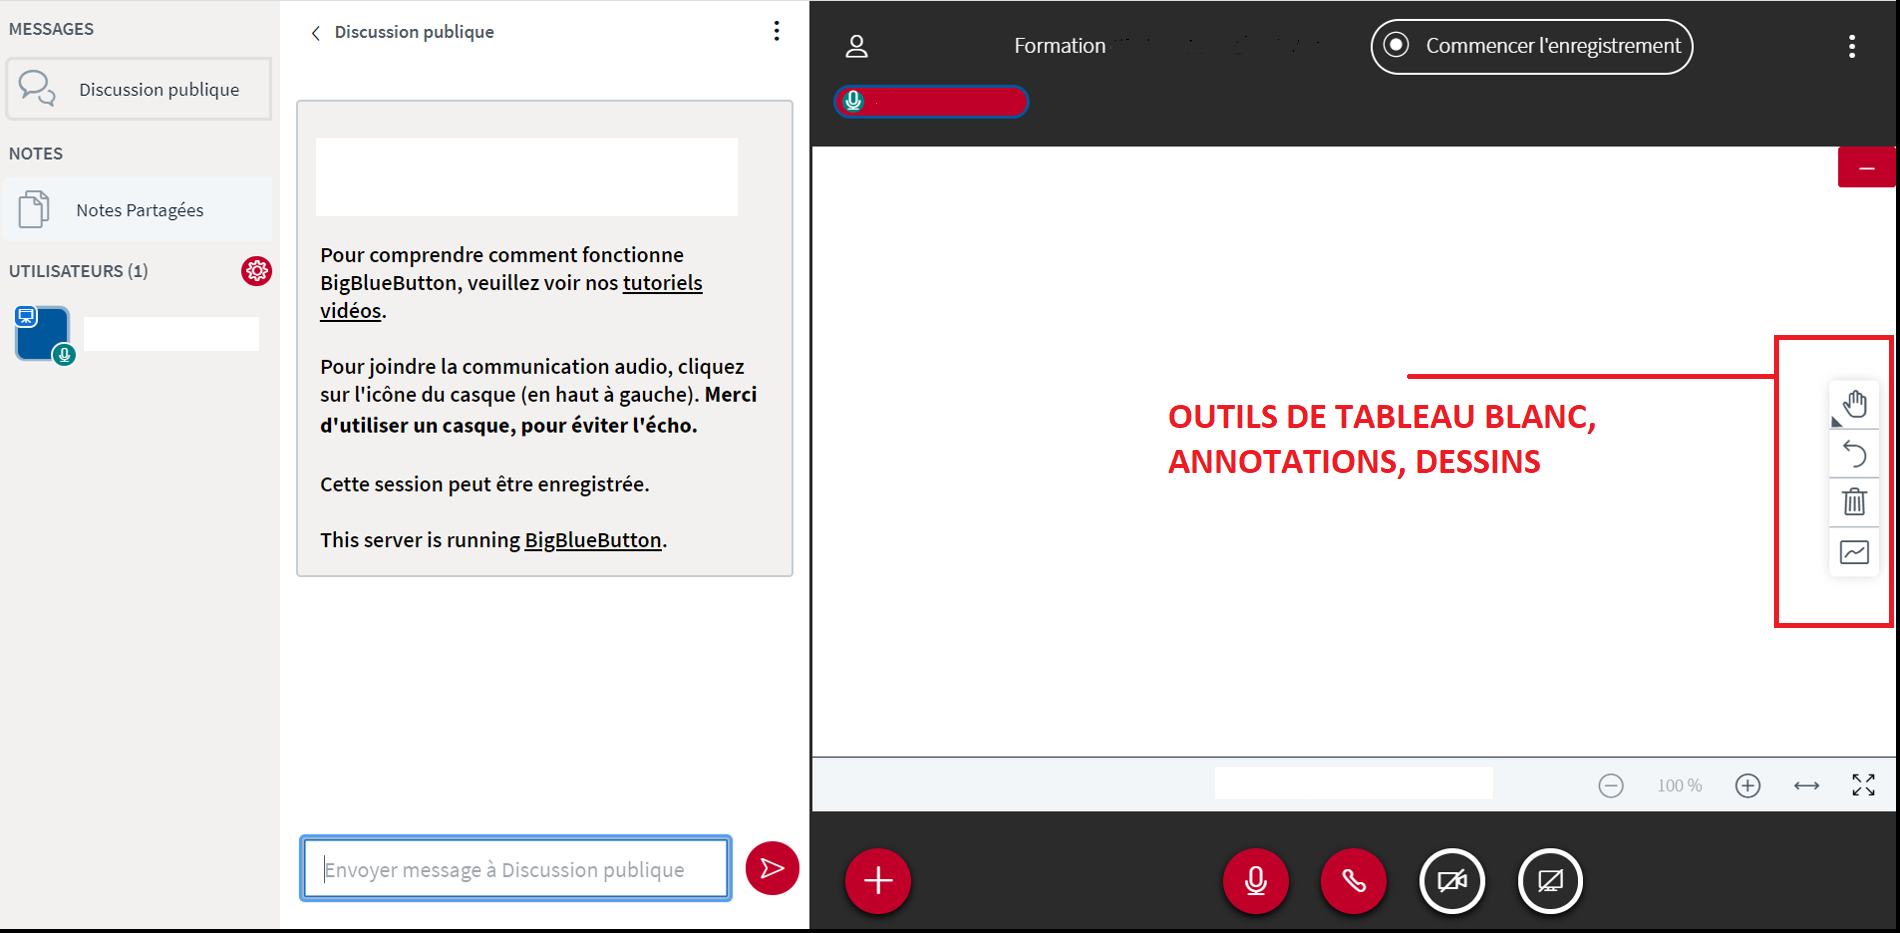 MESSAGES
Discussion publique
NOTES
Notes Partagées
UTILISATEURS (1)
Discussion publique
Pour comprendre comment fonctionne
BigBlueButton, veuillez voir nos tutoriels
vidéos.
Pour joindre la communication audio, cliquez
sur l'icône du casque (en haut à gauche). Merci
d'utiliser un casque, pour éviter l'écho.
Cette session peut être enregistrée.
This server is running BigBlueButton.
Envoyer message à Discussion publique
Formation
Commencer l'enregistrement
OUTILS DE TABLEAU BLANC,
ANNOTATIONS, DESSINS
100 %